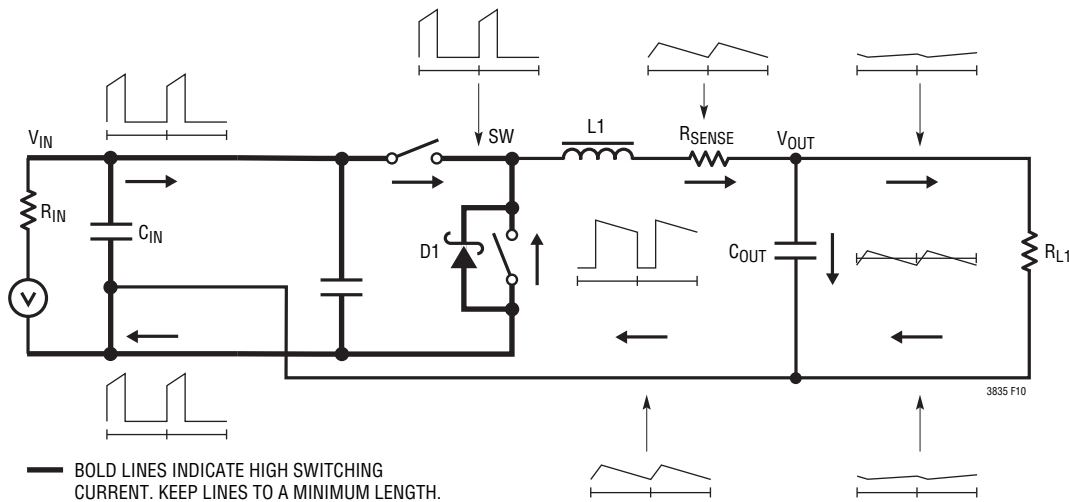 SW
L1
RSENSE
VOUT
VIN
RIN
CIN
D1
COUT
RL1
V
3835 F10
BOLD LINES INDICATE HIGH SWITCHING
CURRENT. KEEP LINES TO A MINIMUM LENGTH.